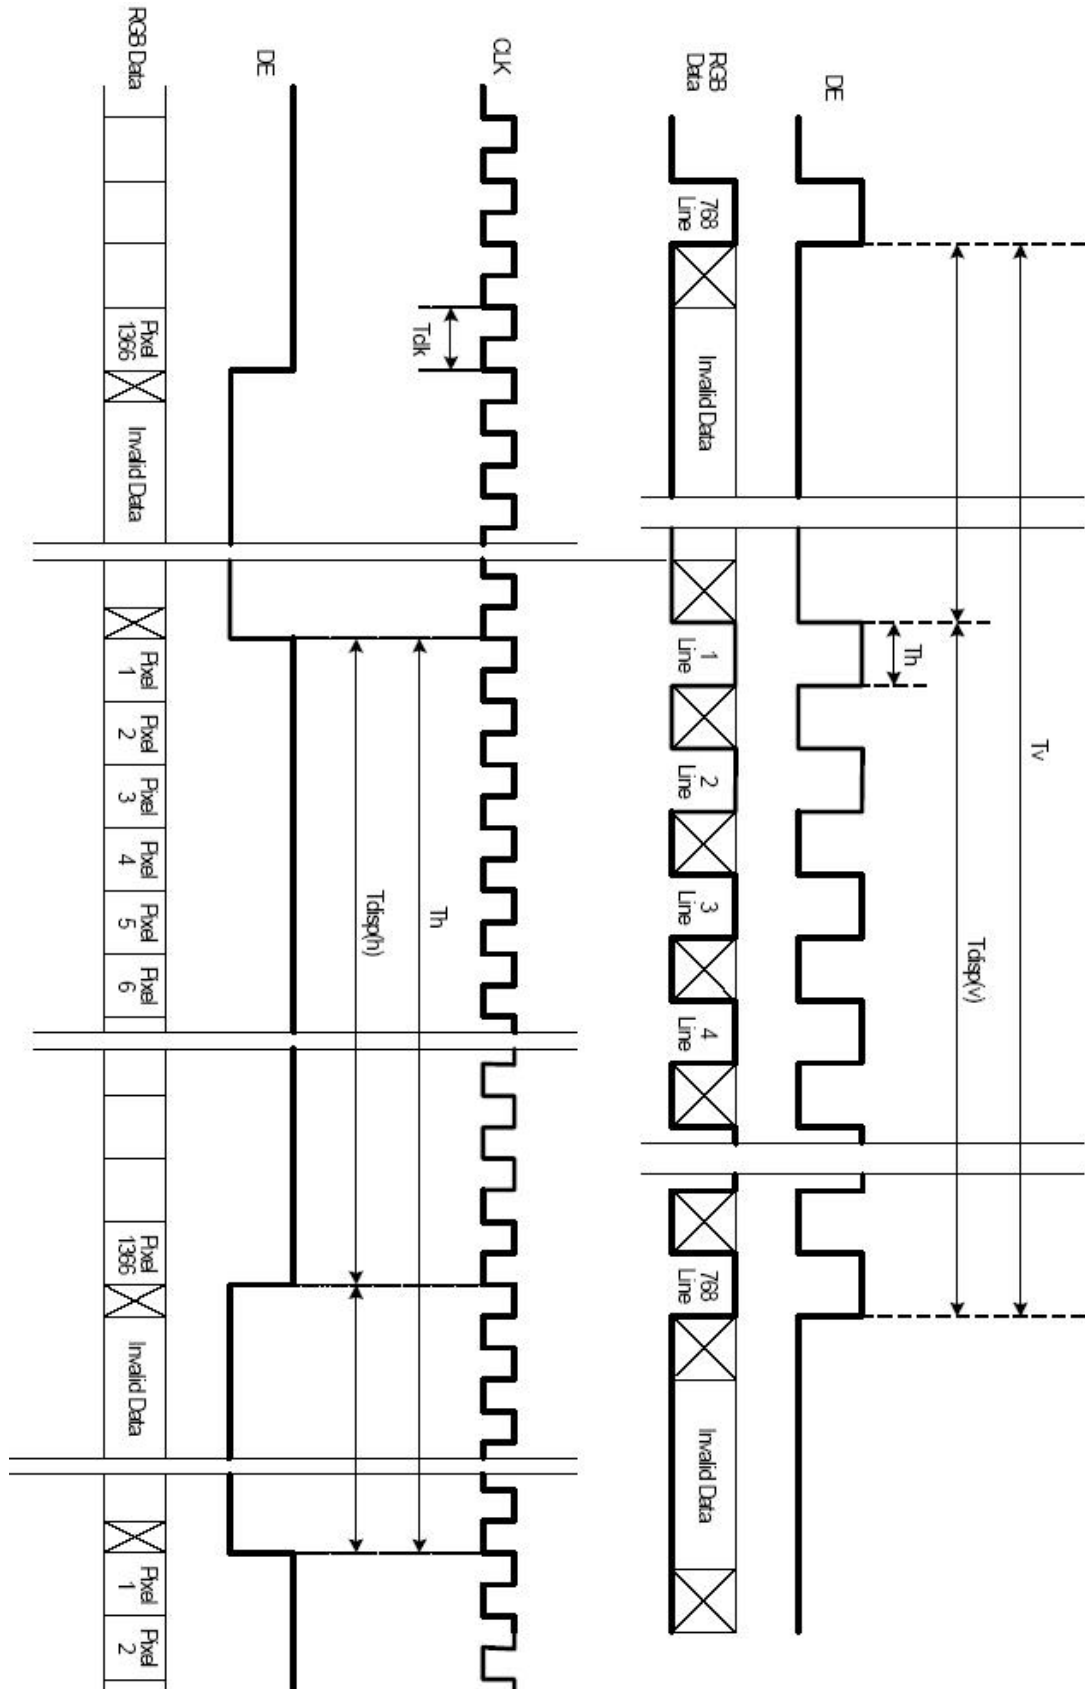 DE
Tv
Tdisp(v)
Th
RGB
Data
768
Line
Invalid Data
1
Line
2
Line
3
Line
4
Line
768
Line
Invalid Data
CLK
Tclk
Th
Tdisp(h)
DE
RGB Data
Pixel
1366
Invalid Data
Pixel
1
Pixel
2
Pixel
3
Pixel
4
Pixel
5
Pixel
6
Pixel
1366
Invalid Data
Pixel
1
Pixel
2